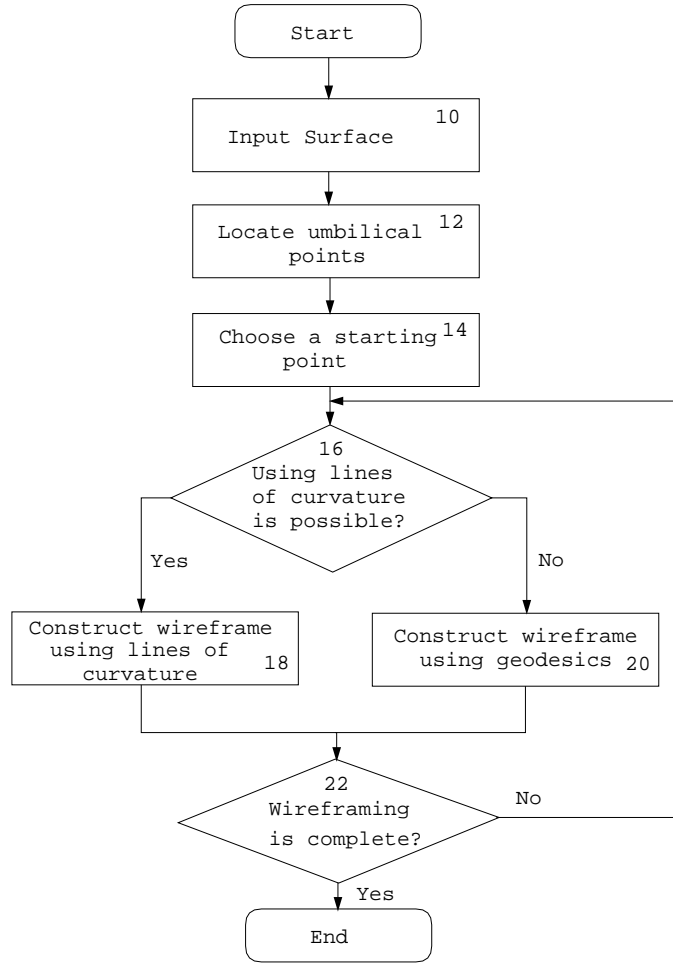 Start
10
Input Surface
12
Locate umbilical
points
14
Choose a starting
point
16
Using lines
of curvature
is possible?
Yes
No
Construct wireframe
using lines of
curvature
18
Construct wireframe
using geodesics
20
22
Wireframing
is complete?
No
Yes
End